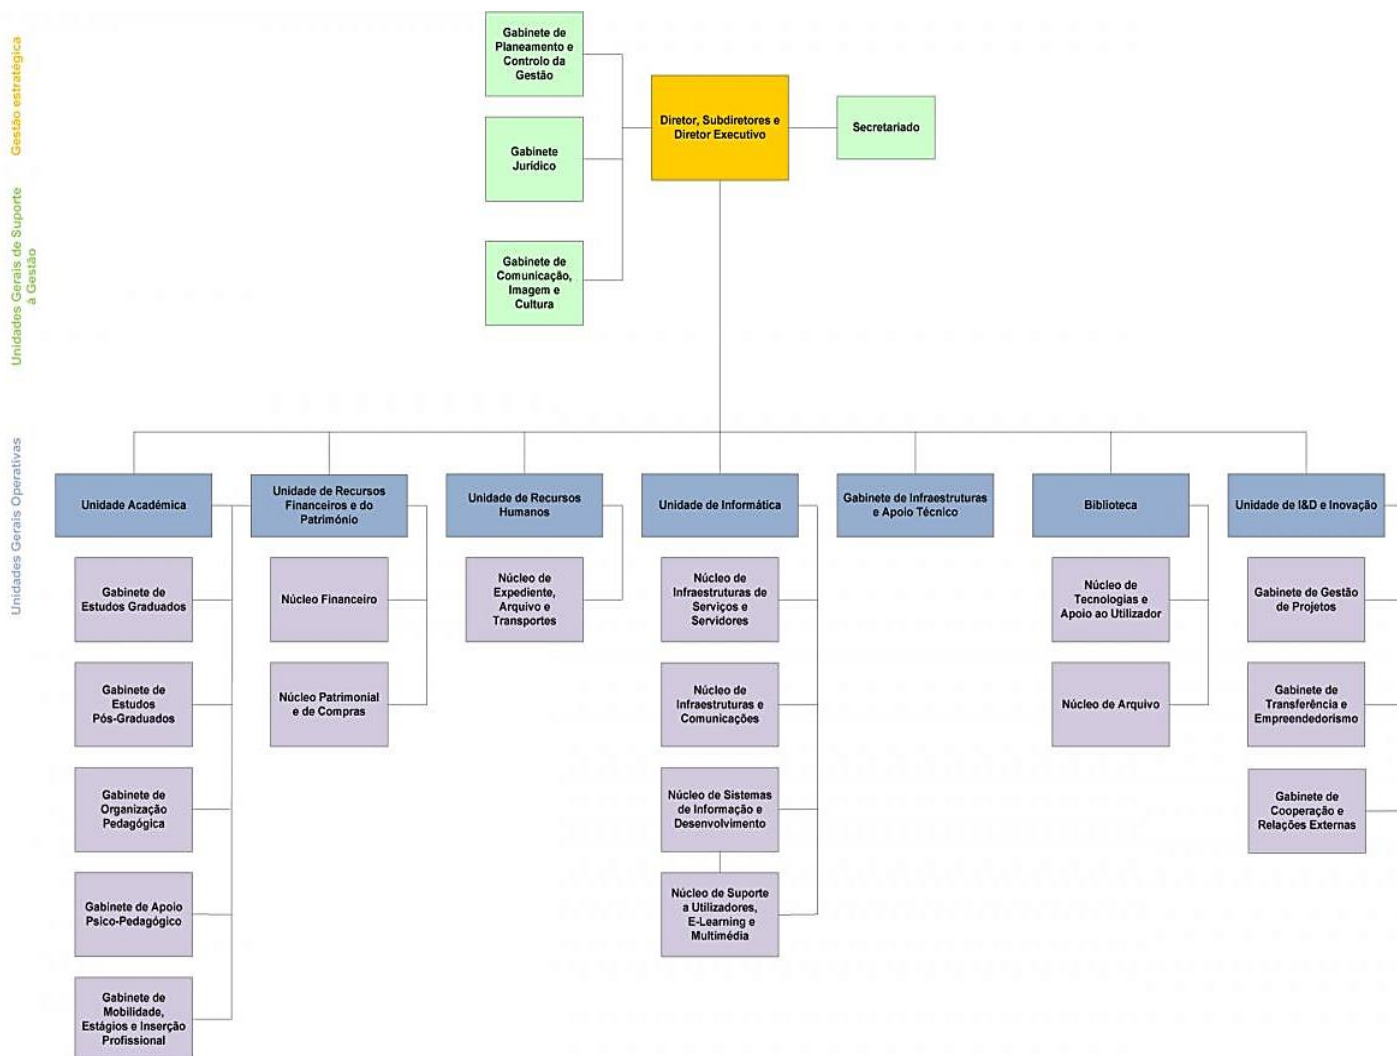 Gestão estratégica
Unidades Gerais de Suporte
à Gestão
Unidades Gerais Operativas
Gabinete de
Planeamento e
Controlo da
Gestão
Diretor, Subdiretores e
Diretor Executivo
Secretariado
Gabinete
Jurídico
Gabinete de
Comunicação,
Imagem e
Cultura
Unidade Académica
Unidade de Recursos
Financeiros e do
Património
Unidade de Recursos
Humanos
Unidade de Informática
Gabinete de Infraestruturas
e Apoio Técnico
Biblioteca
Unidade de I&D e Inovação
Gabinete de
Estudos Graduados
Gabinete de
Estudos
Pós-Graduados
Gabinete de
Organização
Pedagógica
Gabinete de Apoio
Psico-Pedagógico
Gabinete de
Mobilidade,
Estágios e Inserção
Profissional
Núcleo Financeiro
Núcleo Patrimonial
e de Compras
Núcleo de
Expediente,
Arquivo e
Transportes
Núcleo de
Infraestruturas de
Serviços e
Servidores
Núcleo de
Infraestruturas e
Comunicações
Núcleo de Sistemas
de Informação e
Desenvolvimento
Núcleo de Suporte
a Utilizadores,
E-Learning e
Multimédia
Núcleo de
Tecnologias e
Apoio ao Utilizador
Núcleo de Arquivo
Gabinete de Gestão
de Projetos
Gabinete de
Transferência e
Empreendedorismo
Gabinete de
Cooperação e
Relações Externas